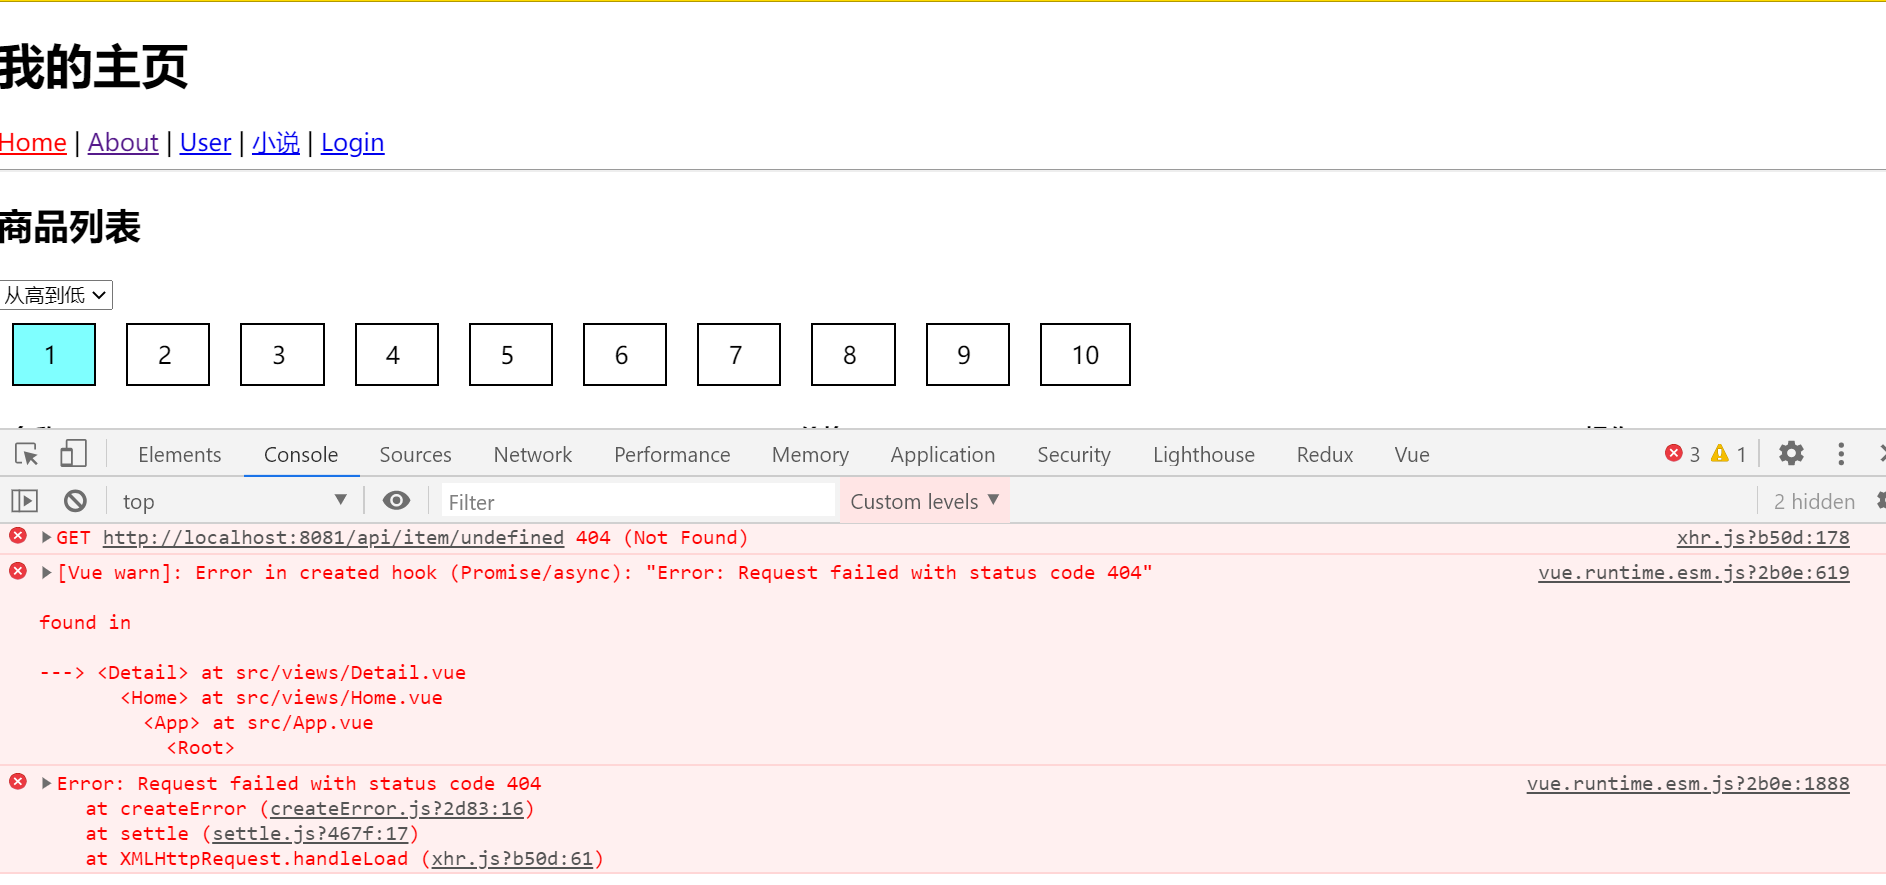 我的主页
Home | About | User | 小说 | Login
商品列表
从高到低
1 2 3 4 5 6 7 8 9 10
Elements Console Sources Network Performance Memory Application Security Lighthouse Redux Vue 3 1
top Filter Custom levels 2 hidden
GET http://localhost:8081/api/item/undefined 404 (Not Found) xhr.js?b50d:178
[Vue warn]: Error in created hook (Promise/async): "Error: Request failed with status code 404" vue.runtime.esm.js?2b0e:619
found in
---> <Detail> at src/views/Detail.vue
<Home> at src/views/Home.vue
<App> at src/App.vue
<Root>
Error: Request failed with status code 404 vue.runtime.esm.js?2b0e:1888
at createError (createError.js?2d83:16)
at settle (settle.js?467f:17)
at XMLHttpRequest.handleLoad (xhr.js?b50d:61)